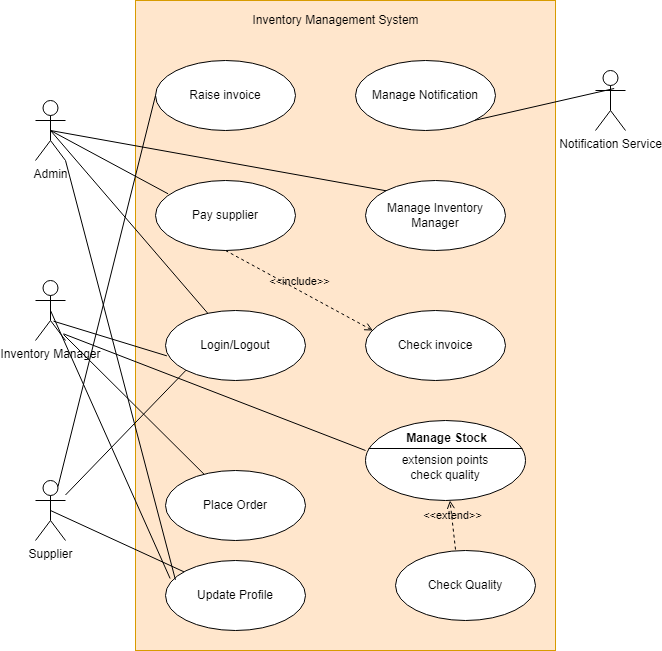 Inventory Management System
Raise invoice
Manage Notification
Notification Service
Admin
Pay supplier
Manage Inventory
Manager
<<include>>
Inventory Manager
Login/Logout
Check invoice
Manage Stock
extension points
check quality
Place Order
<<extend>>
Supplier
Update Profile
Check Quality